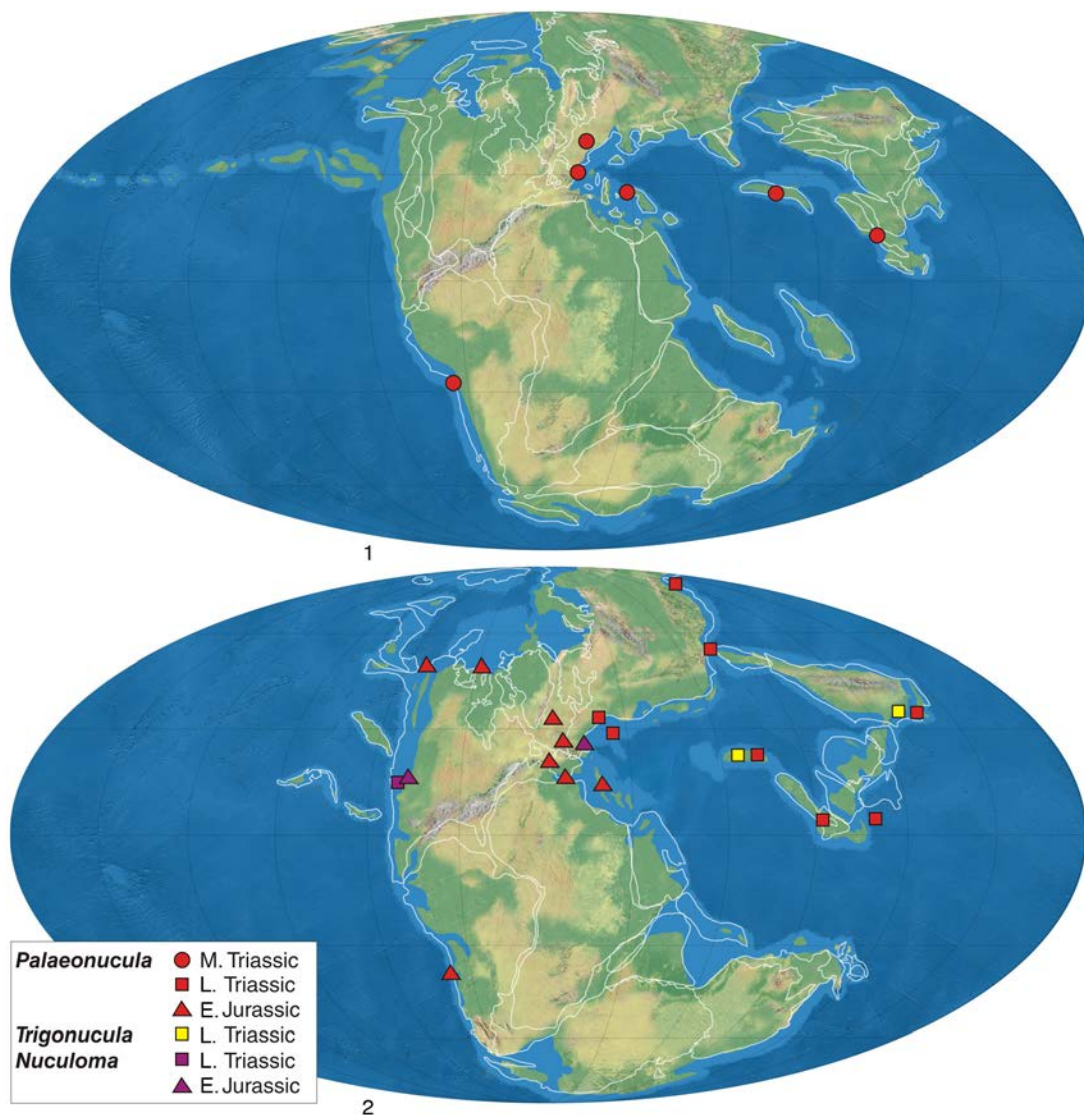 1
Palaeonucula M. Triassic
L. Triassic
E. Jurassic
Trigonucula L. Triassic
Nuculoma L. Triassic
E. Jurassic
2